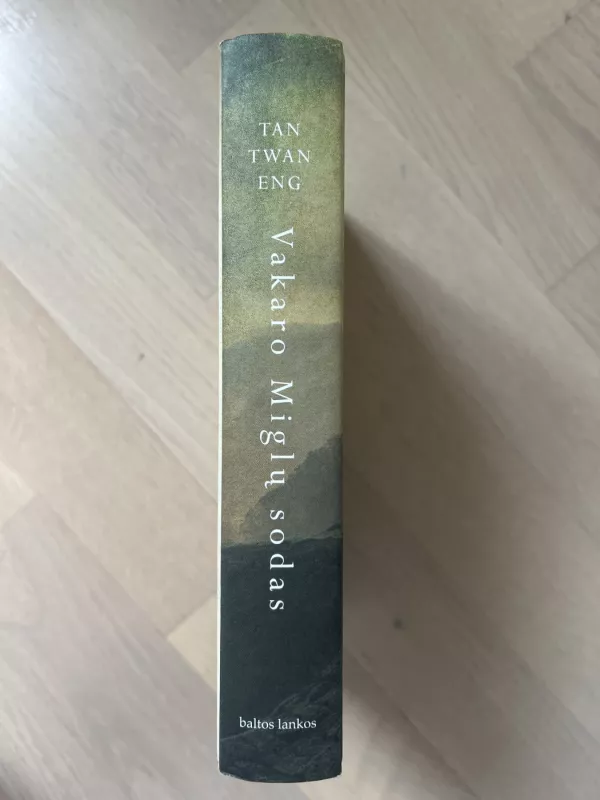 TAN
TWAN
ENG
Vakaro Miglų sodas
baltos lankos